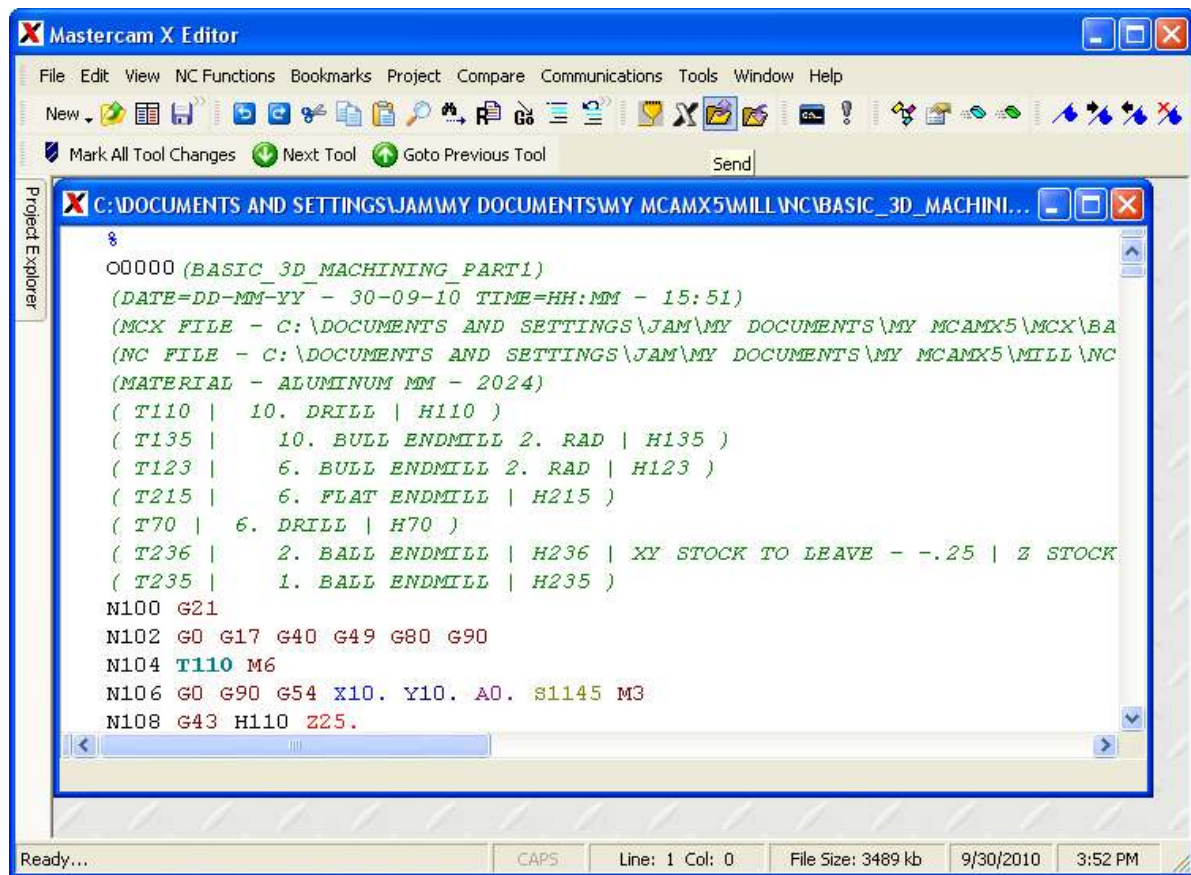 Mastercam X Editor
File Edit View NC Functions Bookmarks Project Compare Communications Tools Window Help
New
Mark All Tool Changes Next Tool Goto Previous Tool
Send
Project Explorer
C:\DOCUMENTS AND SETTINGS\JAM\MY DOCUMENTS\MY MCAMX5\MILL\NC\BASIC_3D_MACHINI...
%
O0000 (BASIC_3D_MACHINING_PART1)
(DATE=DD-MM-YY - 30-09-10 TIME=HH:MM - 15:51)
(MCX FILE - C:\DOCUMENTS AND SETTINGS\JAM\MY DOCUMENTS\MY MCAMX5\MCX\BA
(NC FILE - C:\DOCUMENTS AND SETTINGS\JAM\MY DOCUMENTS\MY MCAMX5\MILL\NC
(MATERIAL - ALUMINUM MM - 2024)
( T110 | 10. DRILL | H110 )
( T135 | 10. BULL ENDMILL 2. RAD | H135 )
( T123 | 6. BULL ENDMILL 2. RAD | H123 )
( T215 | 6. FLAT ENDMILL | H215 )
( T70 | 6. DRILL | H70 )
( T236 | 2. BALL ENDMILL | H236 | XY STOCK TO LEAVE - -.25 | Z STOCK
( T235 | 1. BALL ENDMILL | H235 )
N100 G21
N102 G0 G17 G40 G49 G80 G90
N104 T110 M6
N106 G0 G90 G54 X10. Y10. A0. S1145 M3
N108 G43 H110 Z25.
Ready... CAPS Line: 1 Col: 0 File Size: 3489 kb 9/30/2010 3:52 PM